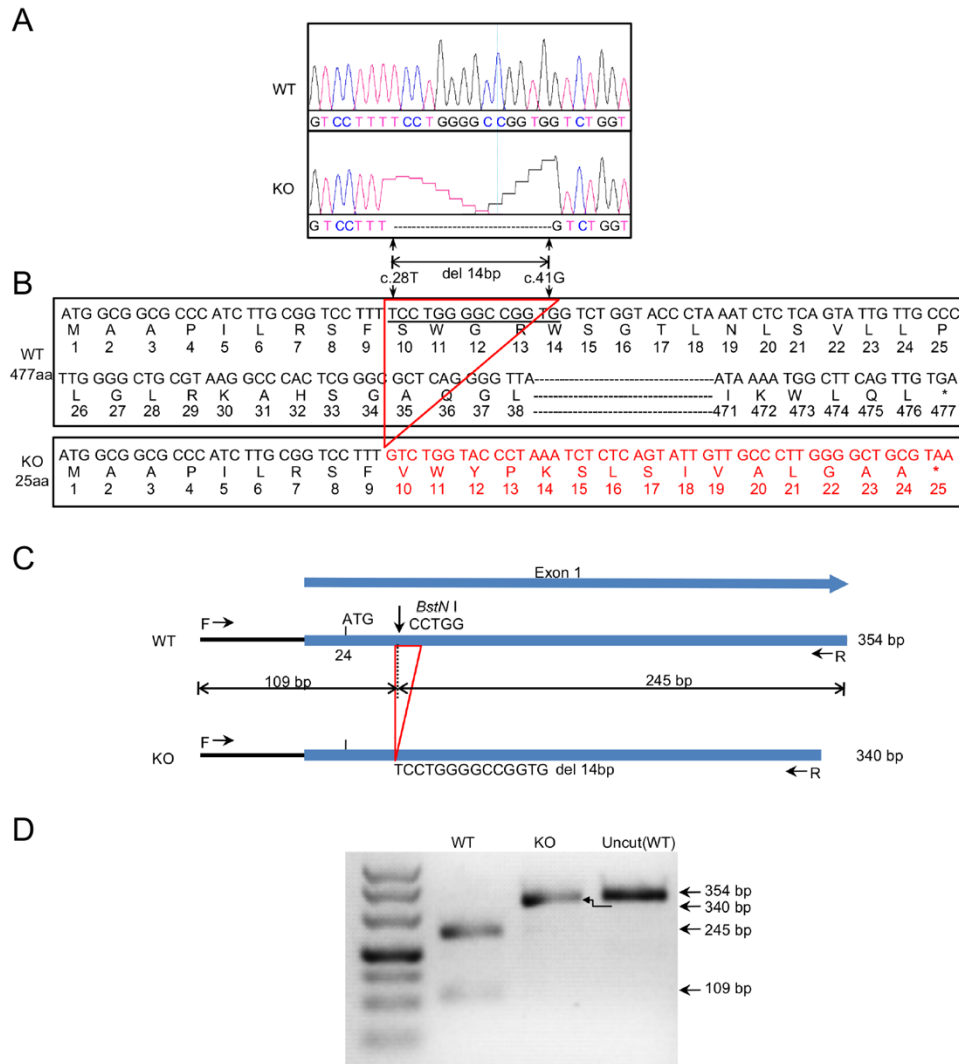 A
WT
GTCCTTTTCCTGGGGCCGGTGGTCTGGT
KO
GTCCTTT--------------------------GTCTGGT
del 14bp
c.28T c.41G
B
ATG GCG GCG CCC ATC TTG CGG TCC TTT TCC TGG GGC CGG TGG TCT GGT ACC CTA AAT CTC TCA GTA TTG TTG CCC
M A A P I L R S F S W G R W S G T L N L S V L L P
1 2 3 4 5 6 7 8 9 10 11 12 13 14 15 16 17 18 19 20 21 22 23 24 25
WT
477aa
TTG GGG CTG CGT AAG GCC CAC TCG GGC GCT CAG GGG TTA-----------------------------ATA AAA TGG CTT CAG TTG TGA
L G L R K A H S G A Q G L ----------------------------- I K W L Q L *
26 27 28 29 30 31 32 33 34 35 36 37 38 ----------------------------- 471 472 473 474 475 476 477
KO
25aa
ATG GCG GCG CCC ATC TTG CGG TCC TTT GTC TGG TAC CCT AAA TCT CTC AGT ATT GTT GCC CTT GGG GCT GCG TAA
M A A P I L R S F V W Y P K S L S I V A L G A A *
1 2 3 4 5 6 7 8 9 10 11 12 13 14 15 16 17 18 19 20 21 22 23 24 25
C
Exon 1
BstN I
F ATG CCTGG
WT 354 bp
24 R
109 bp 245 bp
F
KO 340 bp
TCCTGGGGCCGGTG del 14bp R
D
WT KO Uncut(WT)
354 bp
340 bp
245 bp
109 bp